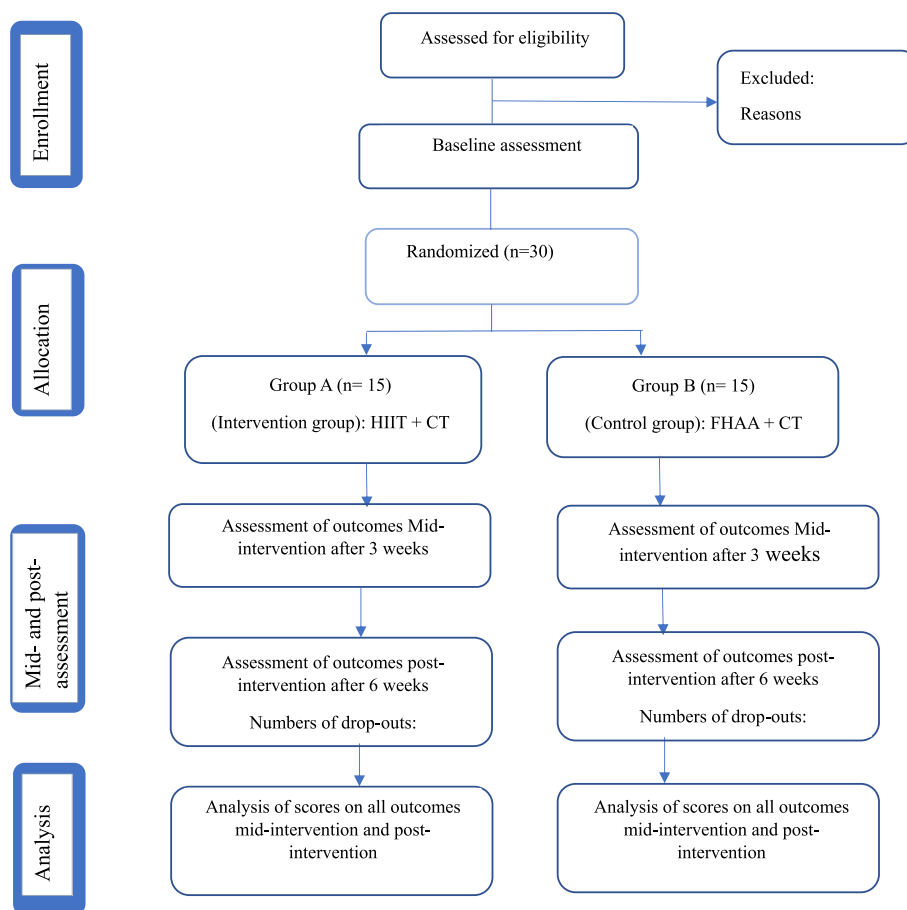 Enrollment
Assessed for eligibility
Excluded:
Reasons
Baseline assessment
Allocation
Randomized (n=30)
Group A (n= 15)
(Intervention group): HIIT + CT
Group B (n= 15)
(Control group): FHAA + CT
Mid- and post-
assessment
Assessment of outcomes Mid-
intervention after 3 weeks
Assessment of outcomes Mid-
intervention after 3 weeks
Assessment of outcomes post-
intervention after 6 weeks
Numbers of drop-outs:
Assessment of outcomes post-
intervention after 6 weeks
Numbers of drop-outs:
Analysis
Analysis of scores on all outcomes
mid-intervention and post-
intervention
Analysis of scores on all outcomes
mid-intervention and post-
intervention